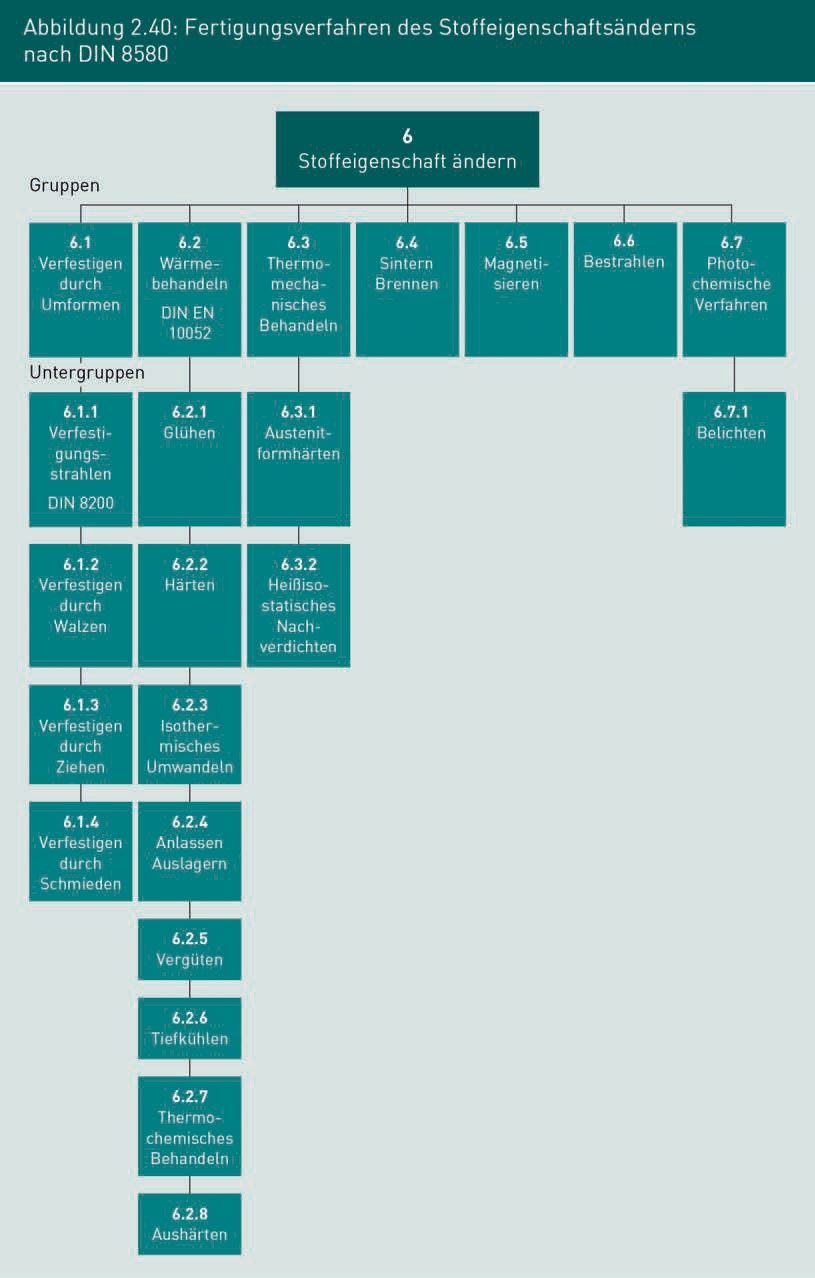 Abbildung 2.40: Fertigungsverfahren des Stoffeigenschaftsänderns
nach DIN 8580
6
Stoffeigenschaft ändern
Gruppen
6.1
Verfestigen
durch
Umformen
6.2
Wärme-
behandeln
DIN EN
10052
6.3
Thermo-
mecha-
nisches
Behandeln
6.4
Sintern
Brennen
6.5
Magneti-
sieren
6.6
Bestrahlen
6.7
Photo-
chemische
Verfahren
Untergruppen
6.1.1
Verfesti-
gungs-
strahlen
DIN 8200
6.2.1
Glühen
6.3.1
Austenit-
formhärten
6.7.1
Belichten
6.1.2
Verfestigen
durch
Walzen
6.2.2
Härten
6.3.2
Heißiso-
statisches
Nach-
verdichten
6.1.3
Verfestigen
durch
Ziehen
6.2.3
Isother-
misches
Umwandeln
6.1.4
Verfestigen
durch
Schmieden
6.2.4
Anlassen
Auslagern
6.2.5
Vergüten
6.2.6
Tiefkühlen
6.2.7
Thermo-
chemisches
Behandeln
6.2.8
Aushärten